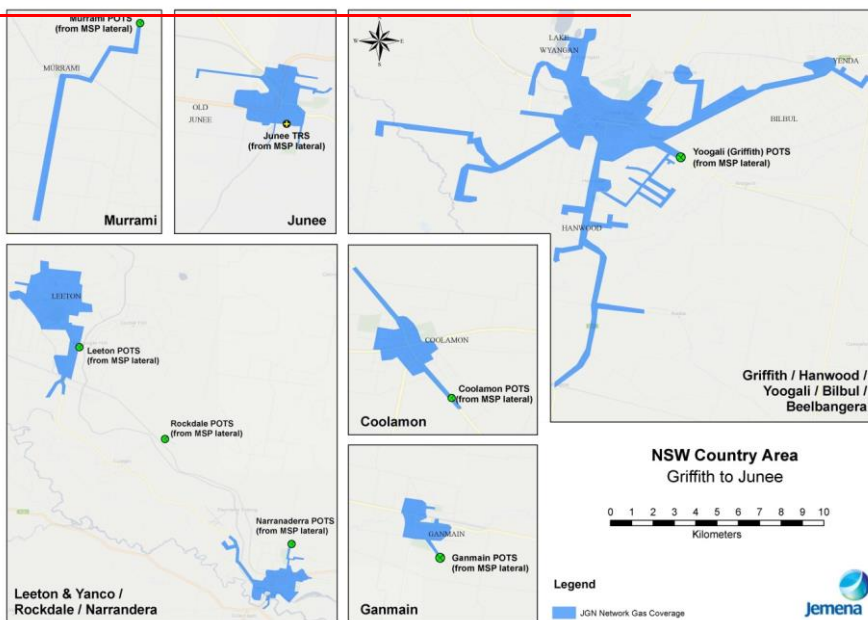 Murrami POTS
(from MSP lateral)
MURRAMI
Murrami
OLD
JUNEE
Junee TRS
(from MSP lateral)
Junee
LAKE
WYANGAN
YENDA
BILBUL
Yoogali (Griffith) POTS
(from MSP lateral)
HANWOOD
Griffith / Hanwood /
Yoogali / Bilbul /
Beelbangera
LEETON
Leeton POTS
(from MSP lateral)
Rockdale POTS
(from MSP lateral)
Narranaderra POTS
(from MSP lateral)
Leeton & Yanco /
Rockdale / Narrandera
COOLAMON
Coolamon POTS
(from MSP lateral)
Coolamon
GANMAIN
Ganmain POTS
(from MSP lateral)
Ganmain
NSW Country Area
Griffith to Junee
0 1 2 3 4 5 6 7 8 9 10
Kilometers
Legend
JGN Network Gas Coverage
Jemena